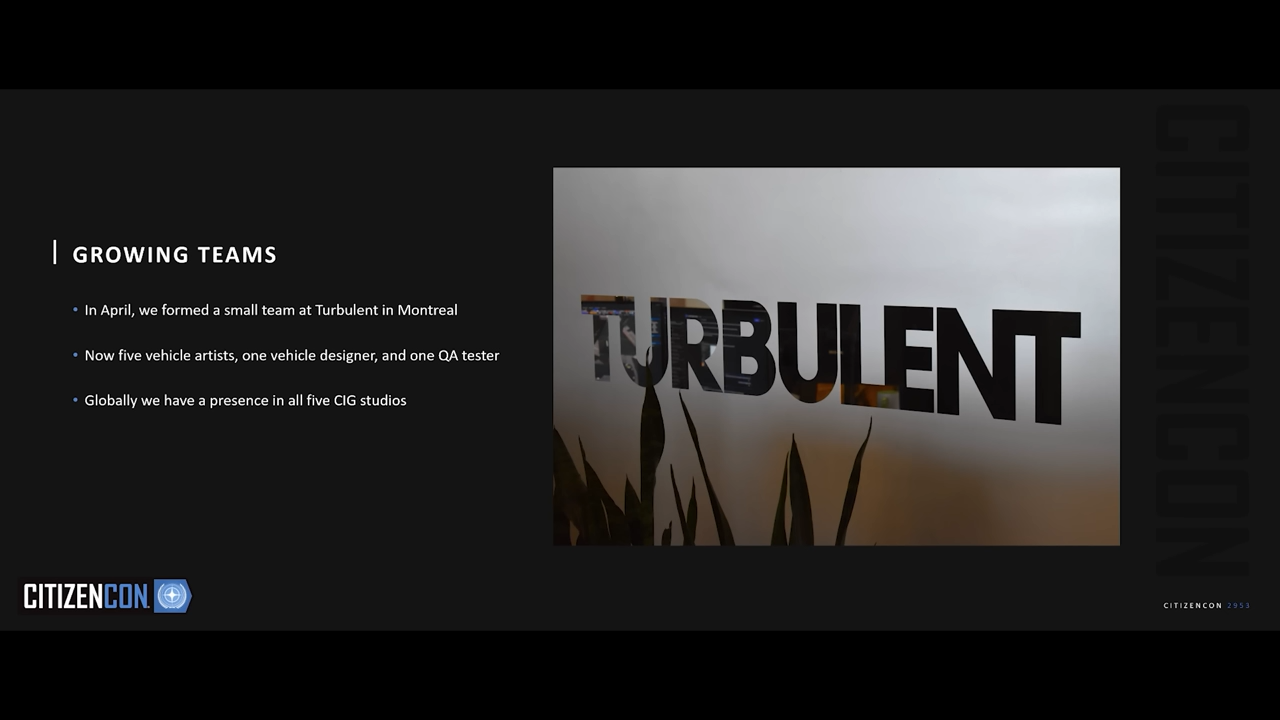 GROWING TEAMS
• In April, we formed a small team at Turbulent in Montreal
• Now five vehicle artists, one vehicle designer, and one QA tester
• Globally we have a presence in all five CIG studios
TURBULENT
CITIZENCON
CITIZENCON
CITIZENCON 2953